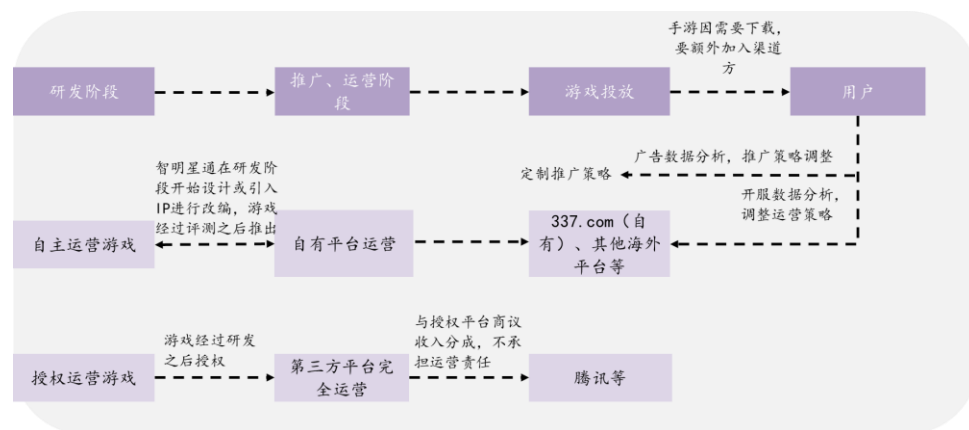 手游因需要下载，
要额外加入渠道
方
研发阶段
推广、运营阶
段
游戏投放
用户
广告数据分析，推广策略调整
定制推广策略
开服数据分析，
调整运营策略
智明星通在研发阶
段开始设计或引入
IP进行改编，游戏
经过评测之后推出
自主运营游戏
自有平台运营
337.com（自
有）、其他海外
平台等
游戏经过研发
之后授权
与授权平台商议
收入分成，不承
担运营责任
授权运营游戏
第三方平台完
全运营
腾讯等